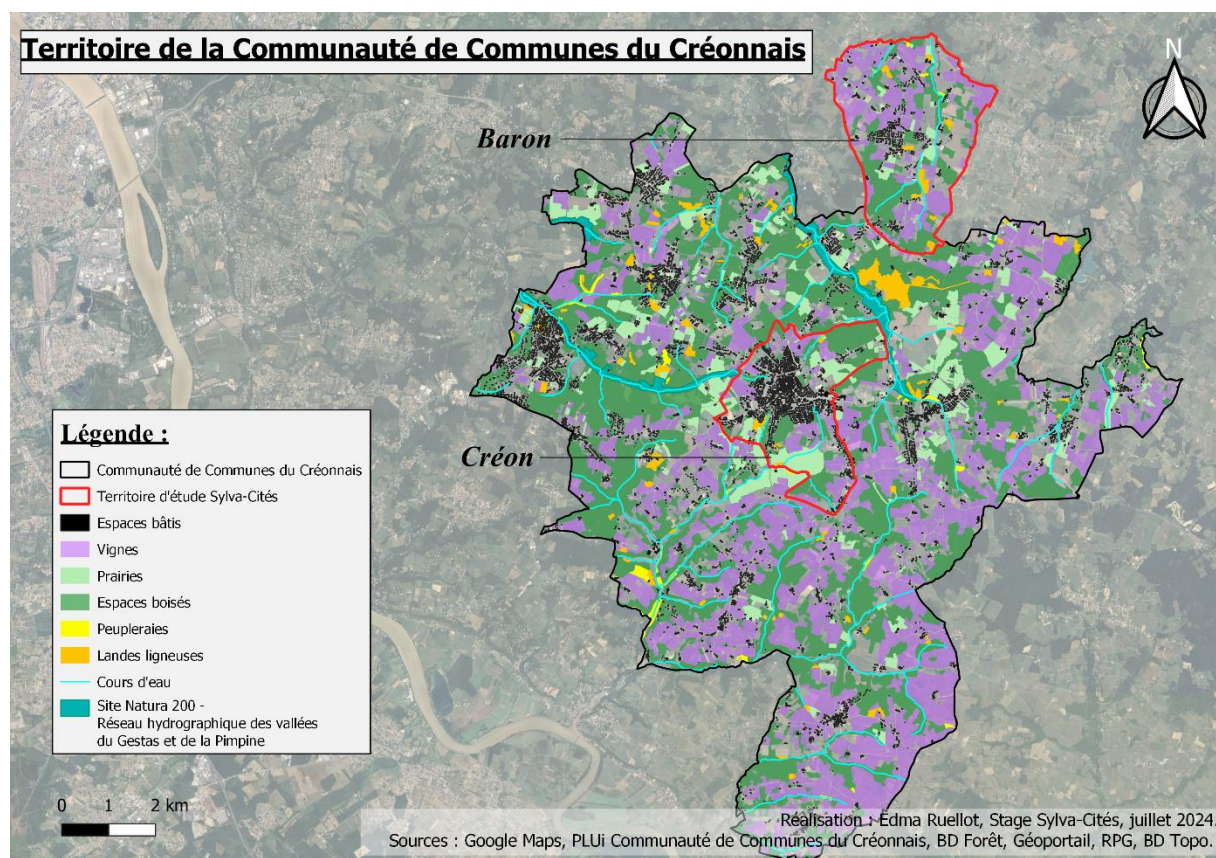 Territoire de la Communauté de Communes du Créonnais
N
Baron
Créon
Légende :
Communauté de Communes du Créonnais
Territoire d'étude Sylva-Cités
Espaces bâtis
Vignes
Prairies
Espaces boisés
Peupleraies
Landes ligneuses
Cours d'eau
Site Natura 200 -
Réseau hydrographique des vallées
du Gestas et de la Pimpine
0 1 2 km
Réalisation : Edma Ruellot, Stage Sylva-Cités, juillet 2024.
Sources : Google Maps, PLUi Communauté de Communes du Créonnais, BD Forêt, Géoportail, RPG, BD Topo.